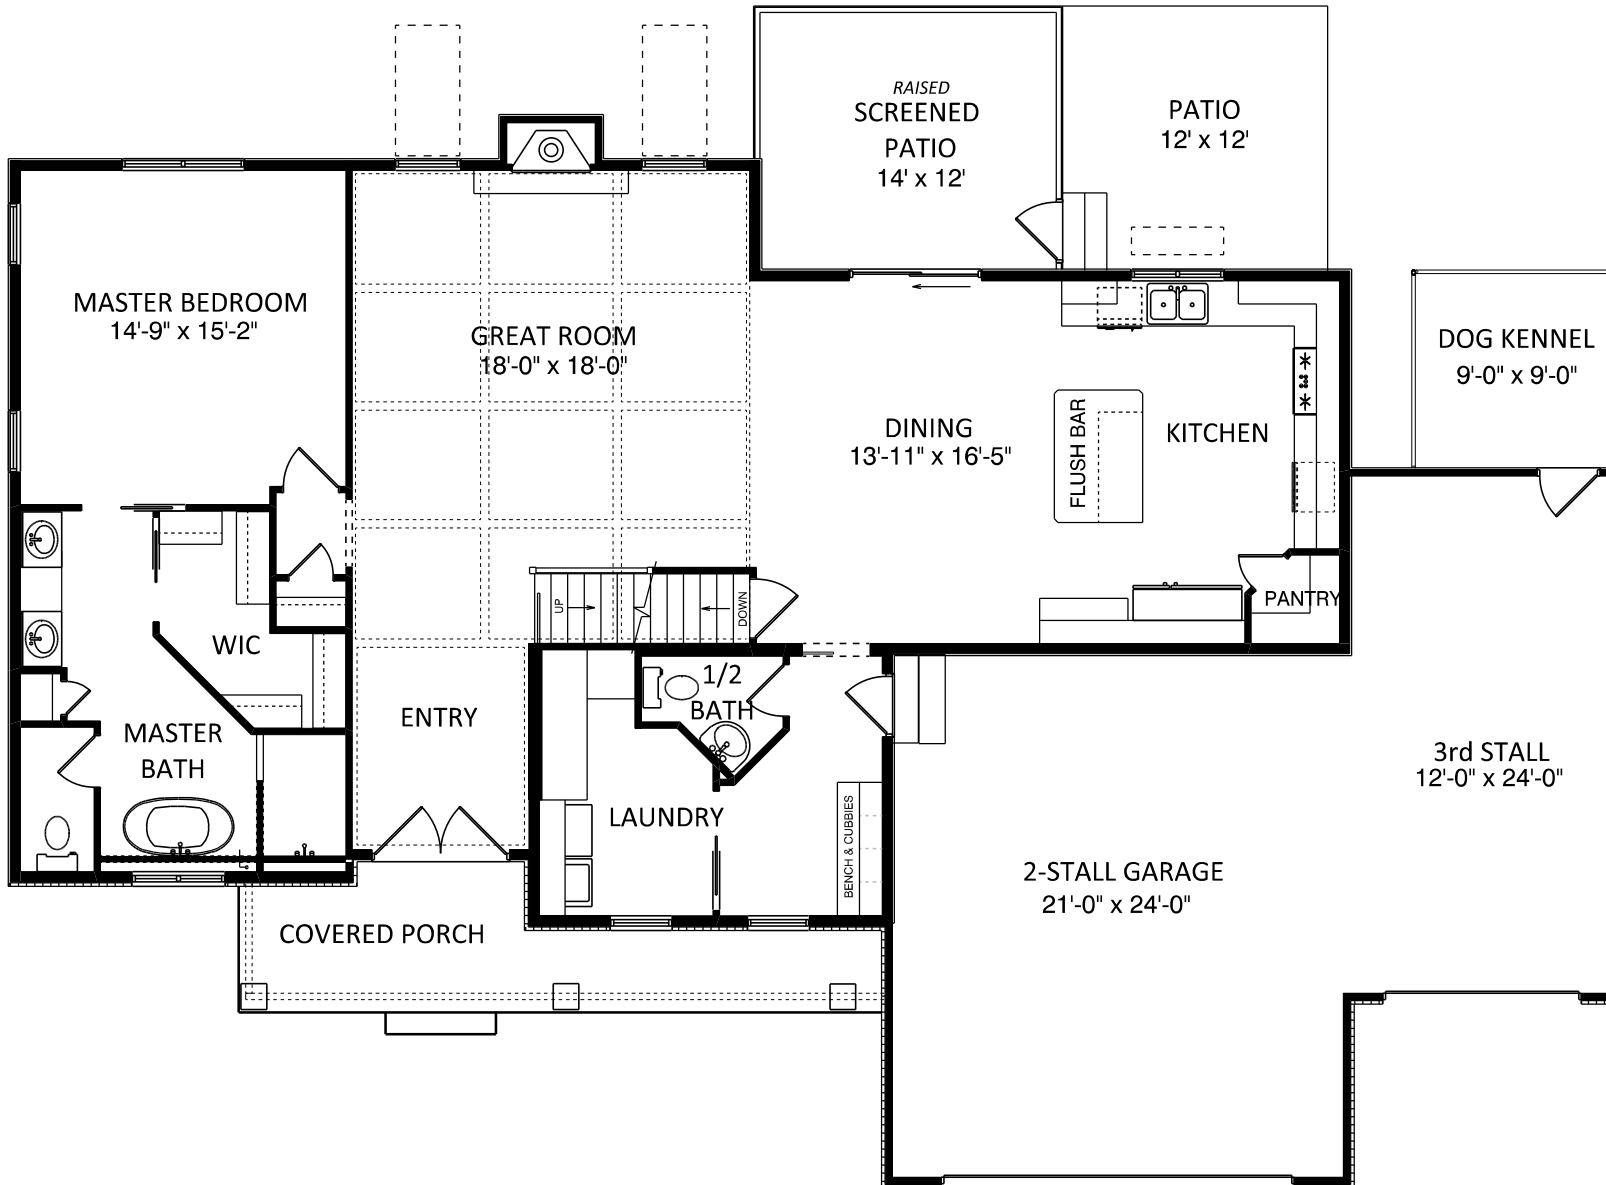 RAISED
SCREENED
PATIO
14' x 12'
PATIO
12' x 12'
MASTER BEDROOM
14'-9" x 15'-2"
GREAT ROOM
18'-0" x 18'-0"
DINING
13'-11" x 16'-5"
FLUSH BAR
KITCHEN
DOG KENNEL
9'-0" x 9'-0"
UP
DOWN
PANTRY
WIC
1/2
BATH
ENTRY
MASTER
BATH
LAUNDRY
BENCH & CUBBIES
3rd STALL
12'-0" x 24'-0"
2-STALL GARAGE
21'-0" x 24'-0"
COVERED PORCH